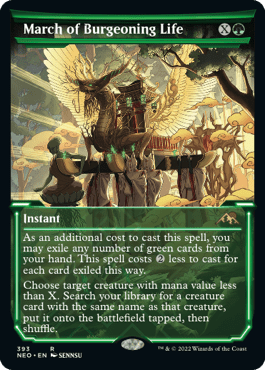 March of Burgeoning Life X
Instant
As an additional cost to cast this spell, you
may exile any number of green cards from
your hand. This spell costs 2 less to cast for
each card exiled this way.
Choose target creature with mana value less
than X. Search your library for a creature
card with the same name as that creature,
put it onto the battlefield tapped, then
shuffle.
393 R
NEO • EN SENNSU
™ & © 2022 Wizards of the Coast